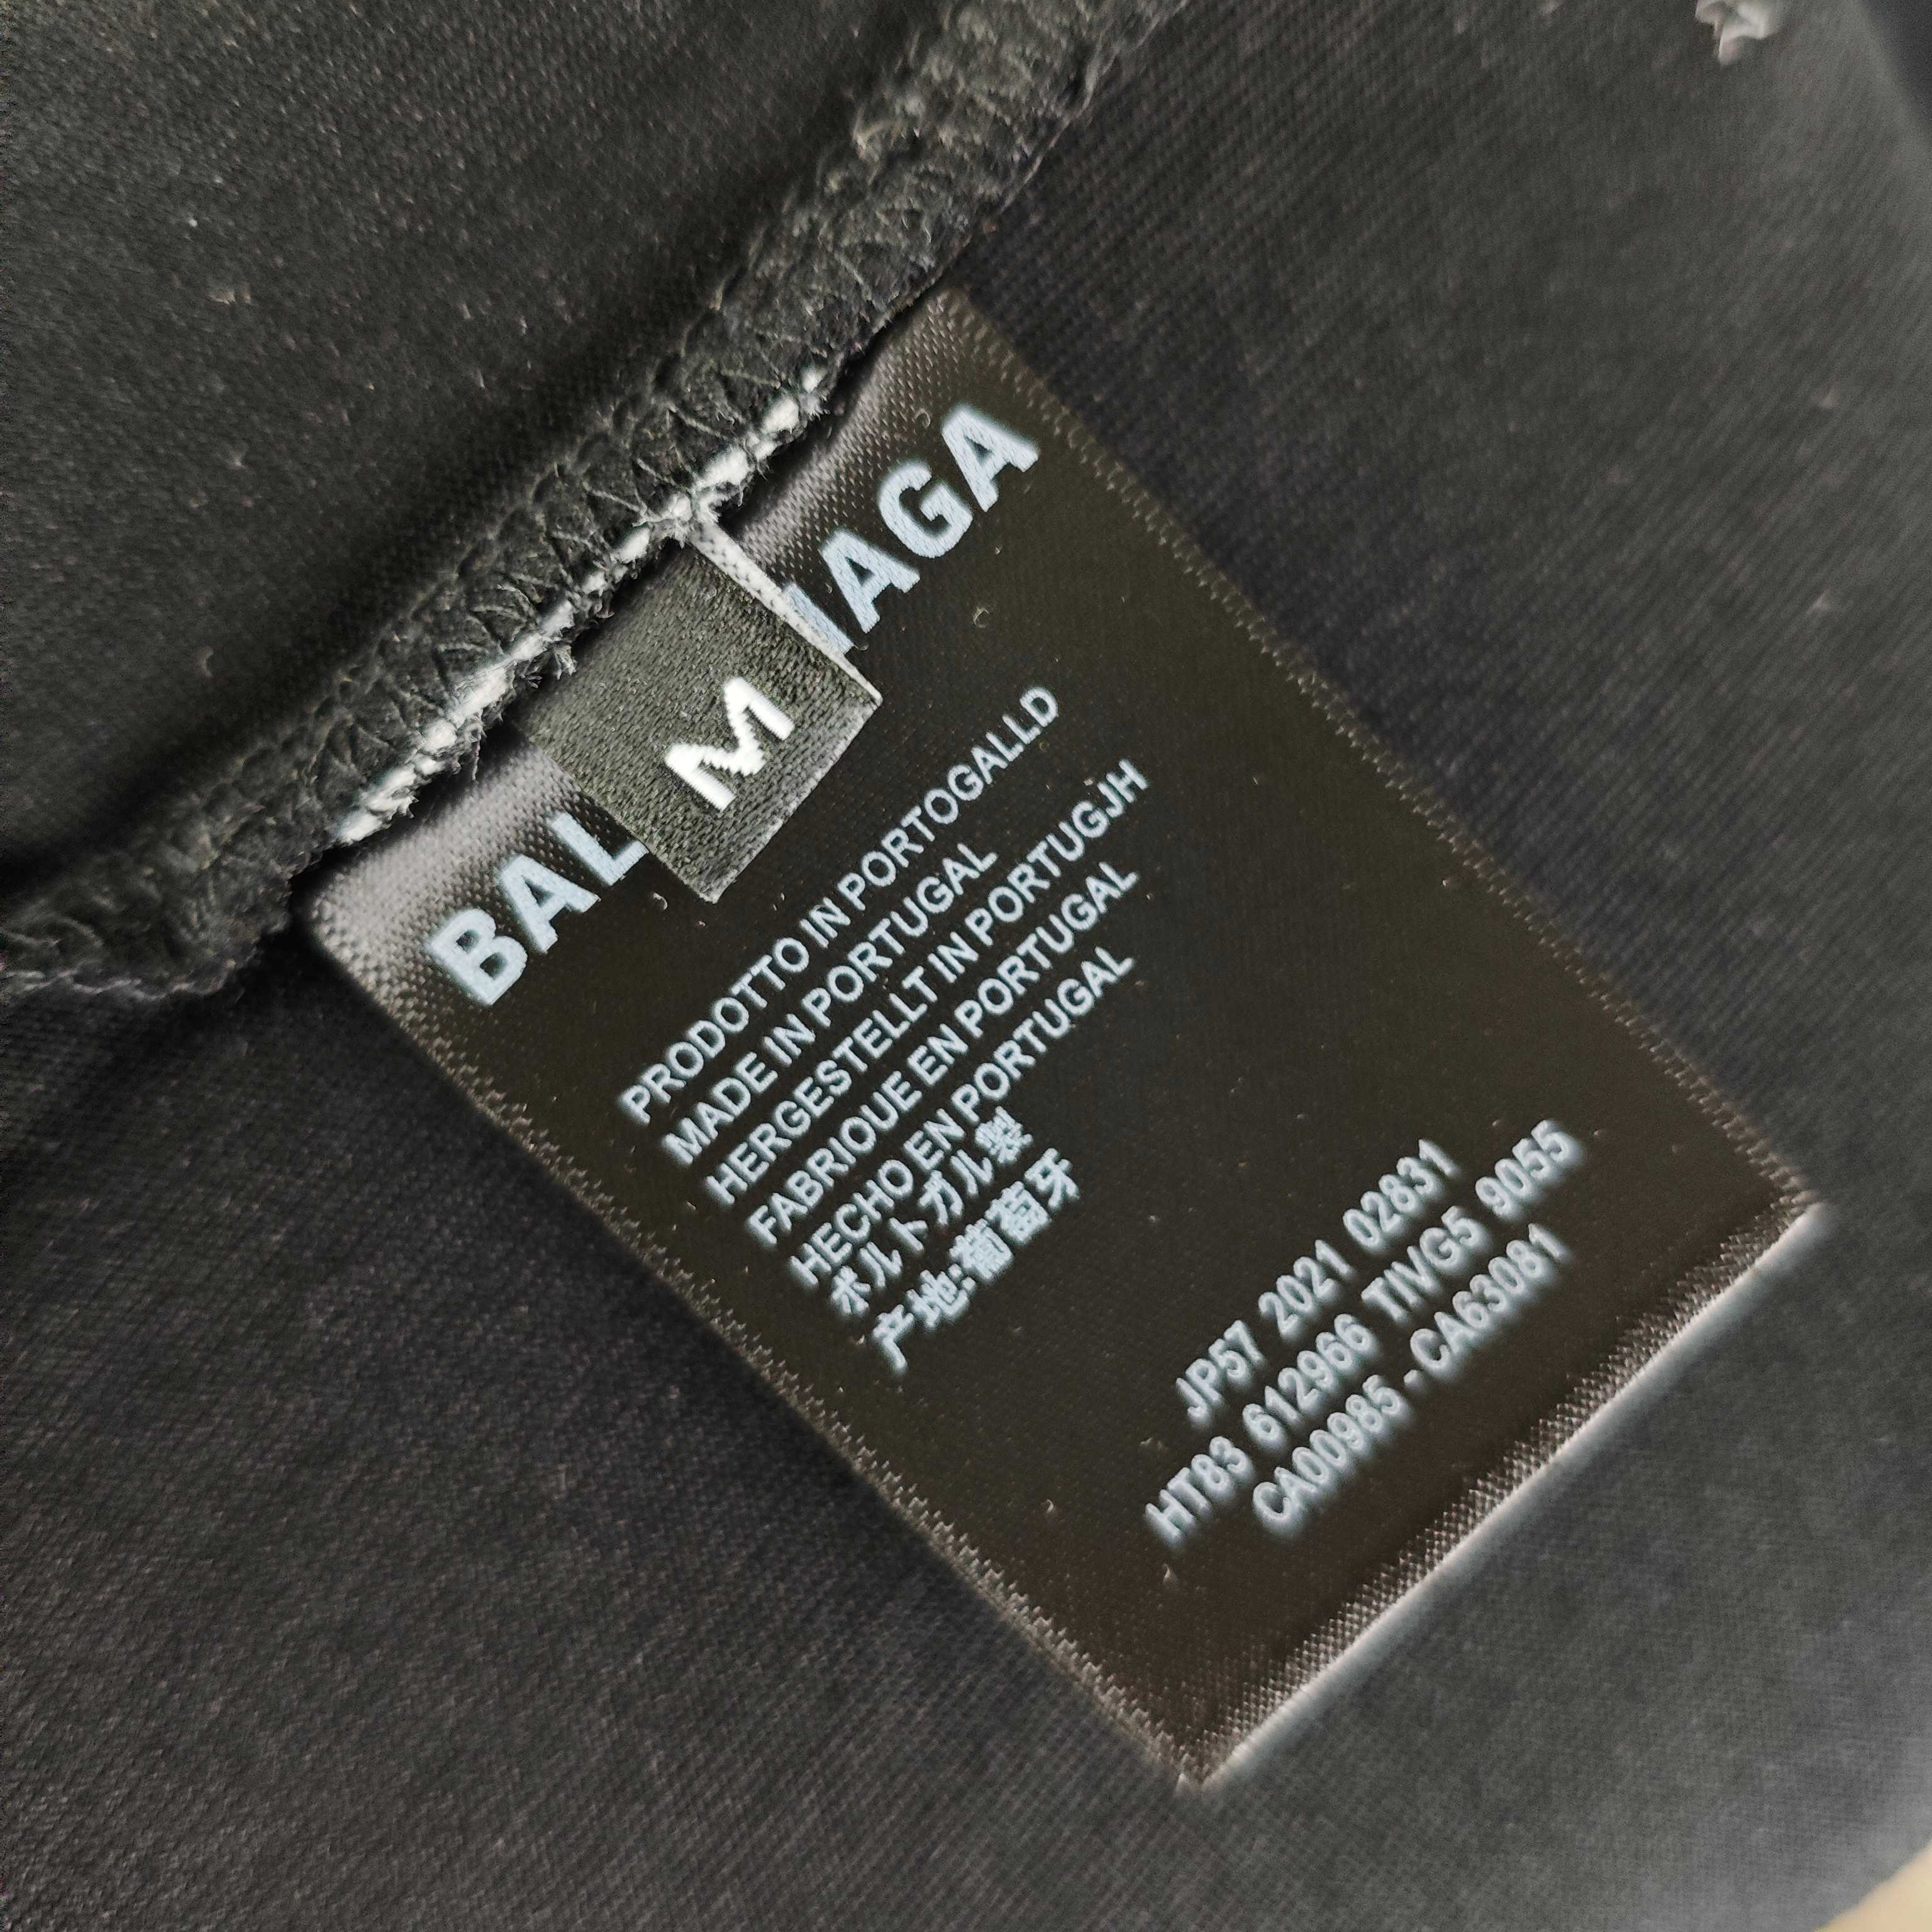 BAL IAGA
M
PRODOTTO IN PORTOGALLD
MADE IN PORTUGAL
HERGESTELLT IN PORTUGJH
FABRIOUE EN PORTUGAL
HECHO EN PORTUGAL
ポルトガル製
产地:葡萄牙
JP57 2021 02831
HT83 612966 TIVG5 9055
CA00985 - CA63081